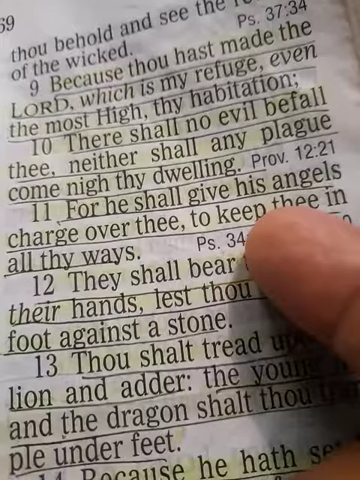 69
thou behold and see the
Ps. 37:34
of the wicked.
9 Because thou hast made the
LORD, which is my refuge, even
the most High, thy habitation;
10 There shall no evil befall
thee, neither shall any plague
come nigh thy dwelling. Prov. 12:21
11 For he shall give his angels
charge over thee, to keep thee in
all thy ways. Ps. 34:
12 They shall bear
their hands, lest thou
foot against a stone.
13 Thou shalt tread
lion and adder: the young
and the dragon shalt thou
ple under feet.
14 Because he hath